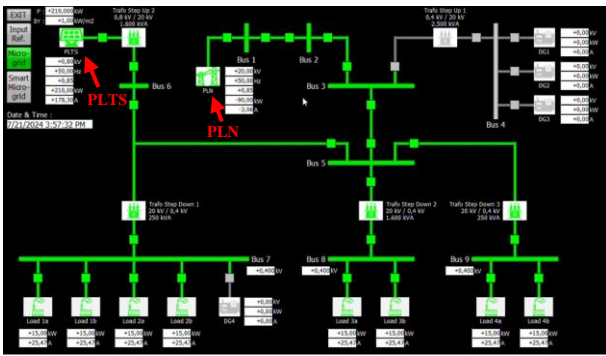 EXIT
P : +210,000 kW
Irr : +1,00 kW/m2
Input
Ref.
Micro-
grid
Smart
Micro-
grid
PLTS
+0,80 kV
+50,00 Hz
+0,85
+210,00 kW
+178,30 A
PLTS
Date & Time :
7/21/2024 3:57:32 PM
Trafo Step Up 2
0,8 kV / 20 kV
1.600 kVA
Bus 6
Bus 1
Bus 2
PLN
+20,00 kV
+50,00 Hz
+0,85
-90,00 kW
-3,06 A
PLN
Bus 3
Trafo Step Up 1
0,4 kV / 20 kV
2.500 kVA
Bus 4
DG1
+0,00 kV
+0,00 kW
+0,00 A
DG2
+0,00 kV
+0,00 kW
+0,00 A
DG3
+0,00 kV
+0,00 kW
+0,00 A
Bus 5
Trafo Step Down 1
20 kV / 0,4 kV
250 kVA
Trafo Step Down 2
20 kV / 0,4 kV
1.600 kVA
Trafo Step Down 3
20 kV / 0,4 kV
250 kVA
Bus 7
+0,400 kV
Bus 8
+0,400 kV
Bus 9
+0,400 kV
Load 1a
+15,00 kW
+25,47 A
Load 1b
+15,00 kW
+25,47 A
Load 2a
+15,00 kW
+25,47 A
Load 2b
+15,00 kW
+25,47 A
DG4
+0,00 kV
+0,00 kW
+0,00 A
Load 3a
+15,00 kW
+25,47 A
Load 3b
+15,00 kW
+25,47 A
Load 4a
+15,00 kW
+25,47 A
Load 4b
+15,00 kW
+25,47 A